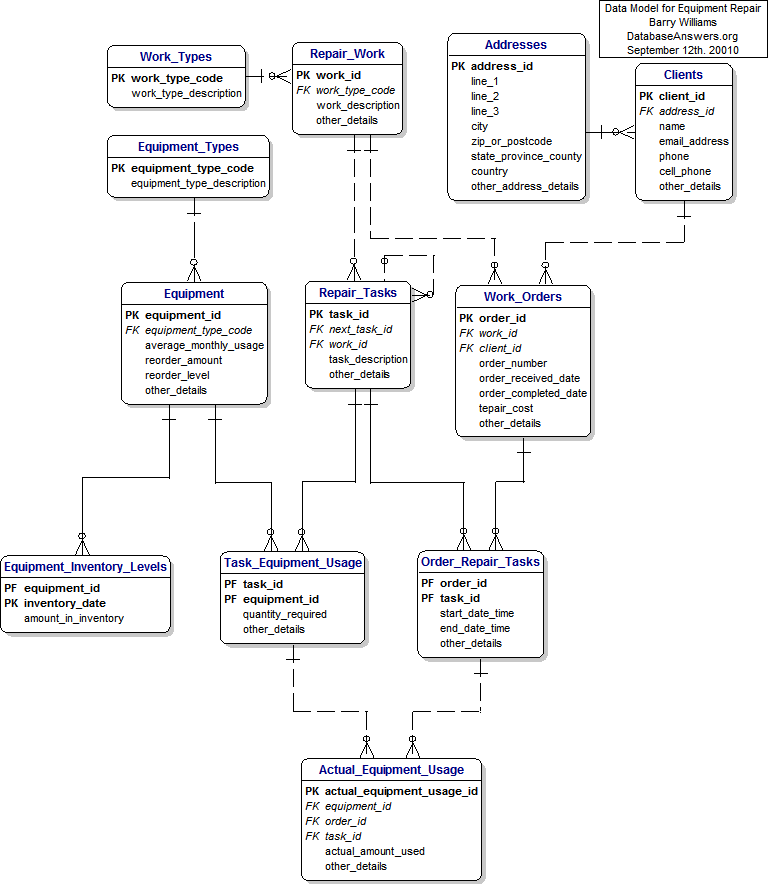 Data Model for Equipment Repair
Barry Williams
DatabaseAnswers.org
September 12th. 20010
Work_Types
PK work_type_code
work_type_description
Repair_Work
PK work_id
FK work_type_code
work_description
other_details
Addresses
PK address_id
line_1
line_2
line_3
city
zip_or_postcode
state_province_county
country
other_address_details
Clients
PK client_id
FK address_id
name
email_address
phone
cell_phone
other_details
Equipment_Types
PK equipment_type_code
equipment_type_description
Equipment
PK equipment_id
FK equipment_type_code
average_monthly_usage
reorder_amount
reorder_level
other_details
Repair_Tasks
PK task_id
FK next_task_id
FK work_id
task_description
other_details
Work_Orders
PK order_id
FK work_id
FK client_id
order_number
order_received_date
order_completed_date
tepair_cost
other_details
Equipment_Inventory_Levels
PF equipment_id
PK inventory_date
amount_in_inventory
Task_Equipment_Usage
PF task_id
PF equipment_id
quantity_required
other_details
Order_Repair_Tasks
PF order_id
PF task_id
start_date_time
end_date_time
other_details
Actual_Equipment_Usage
PK actual_equipment_usage_id
FK equipment_id
FK order_id
FK task_id
actual_amount_used
other_details